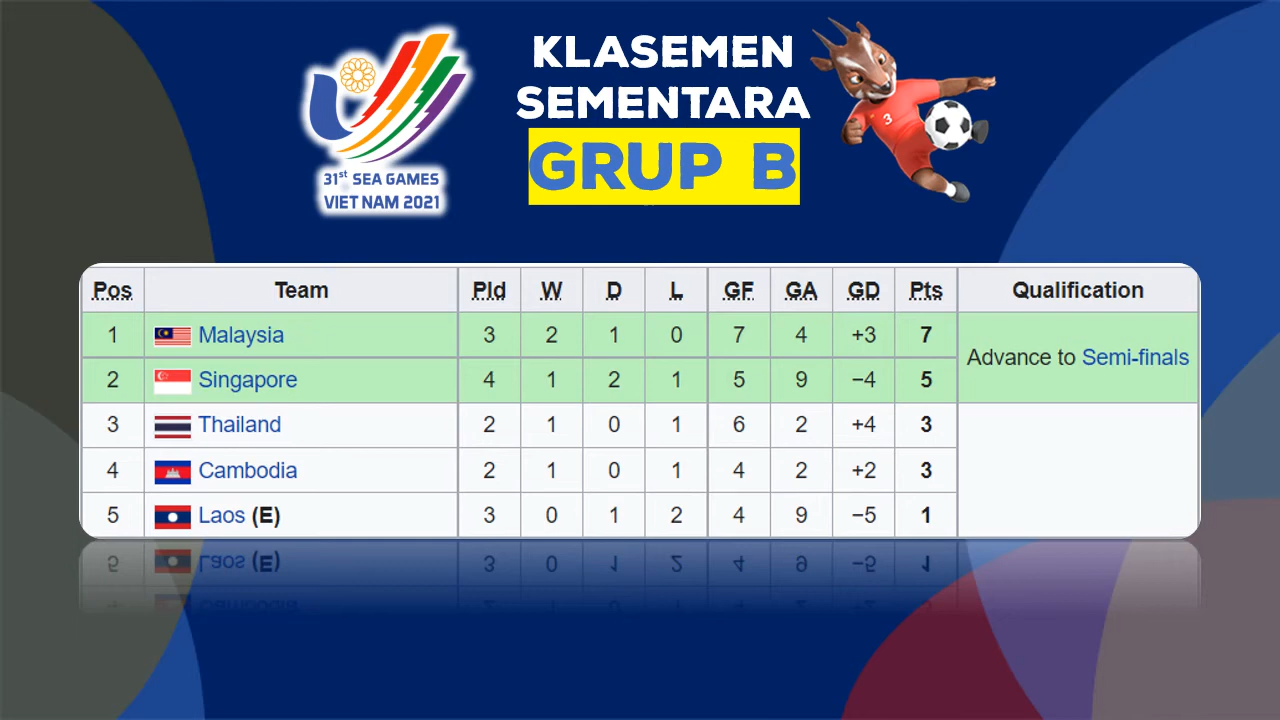 KLASEMEN
SEMENTARA
GRUP B
31st SEA GAMES
VIET NAM 2021
3
Pos Team Pld W D L GF GA GD Pts Qualification
1 Malaysia 3 2 1 0 7 4 +3 7 Advance to Semi-finals
2 Singapore 4 1 2 1 5 9 −4 5
3 Thailand 2 1 0 1 6 2 +4 3
4 Cambodia 2 1 0 1 4 2 +2 3
5 Laos (E) 3 0 1 2 4 9 −5 1